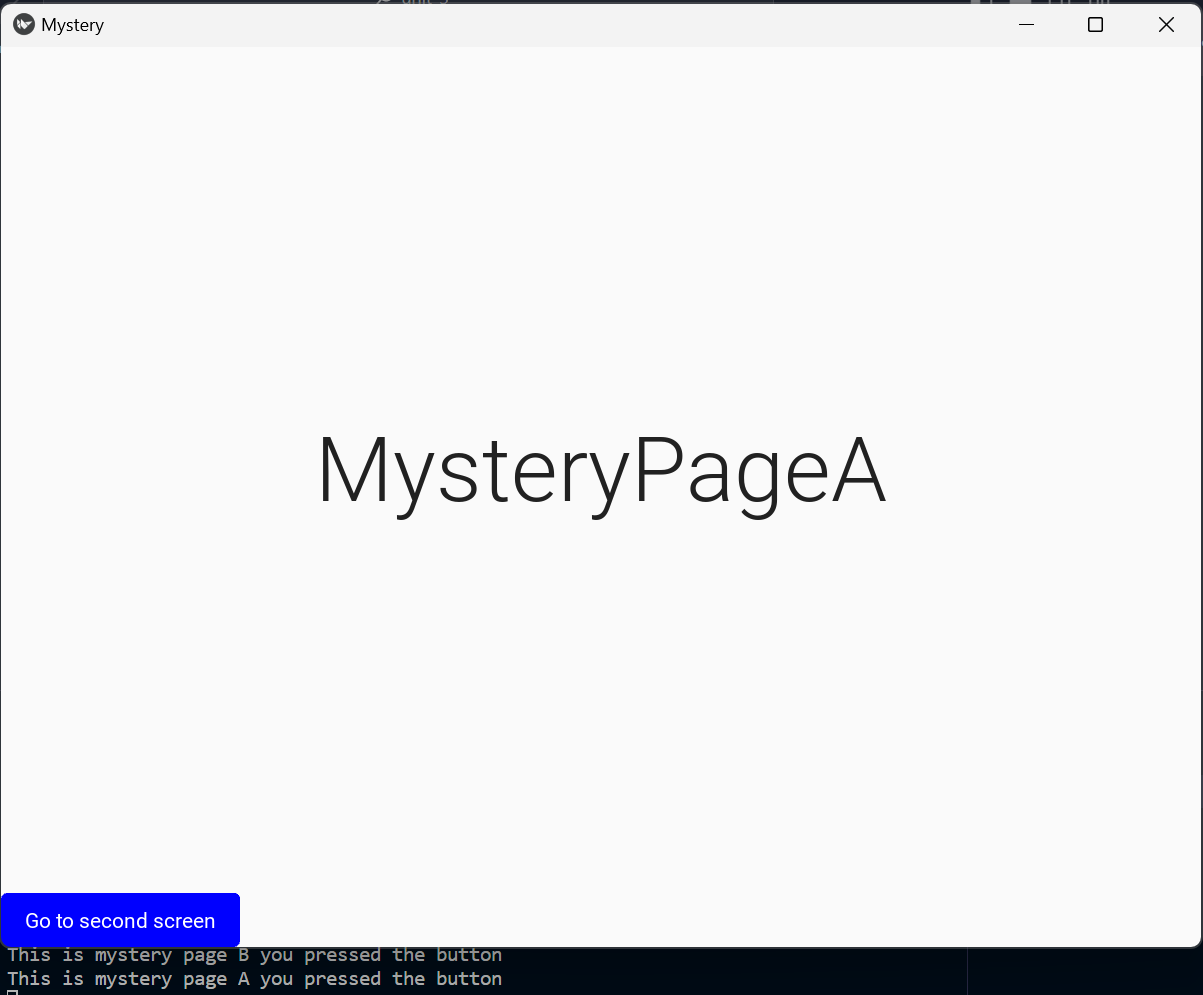 Mystery
MysteryPageA
Go to second screen
This is mystery page B you pressed the button
This is mystery page A you pressed the button